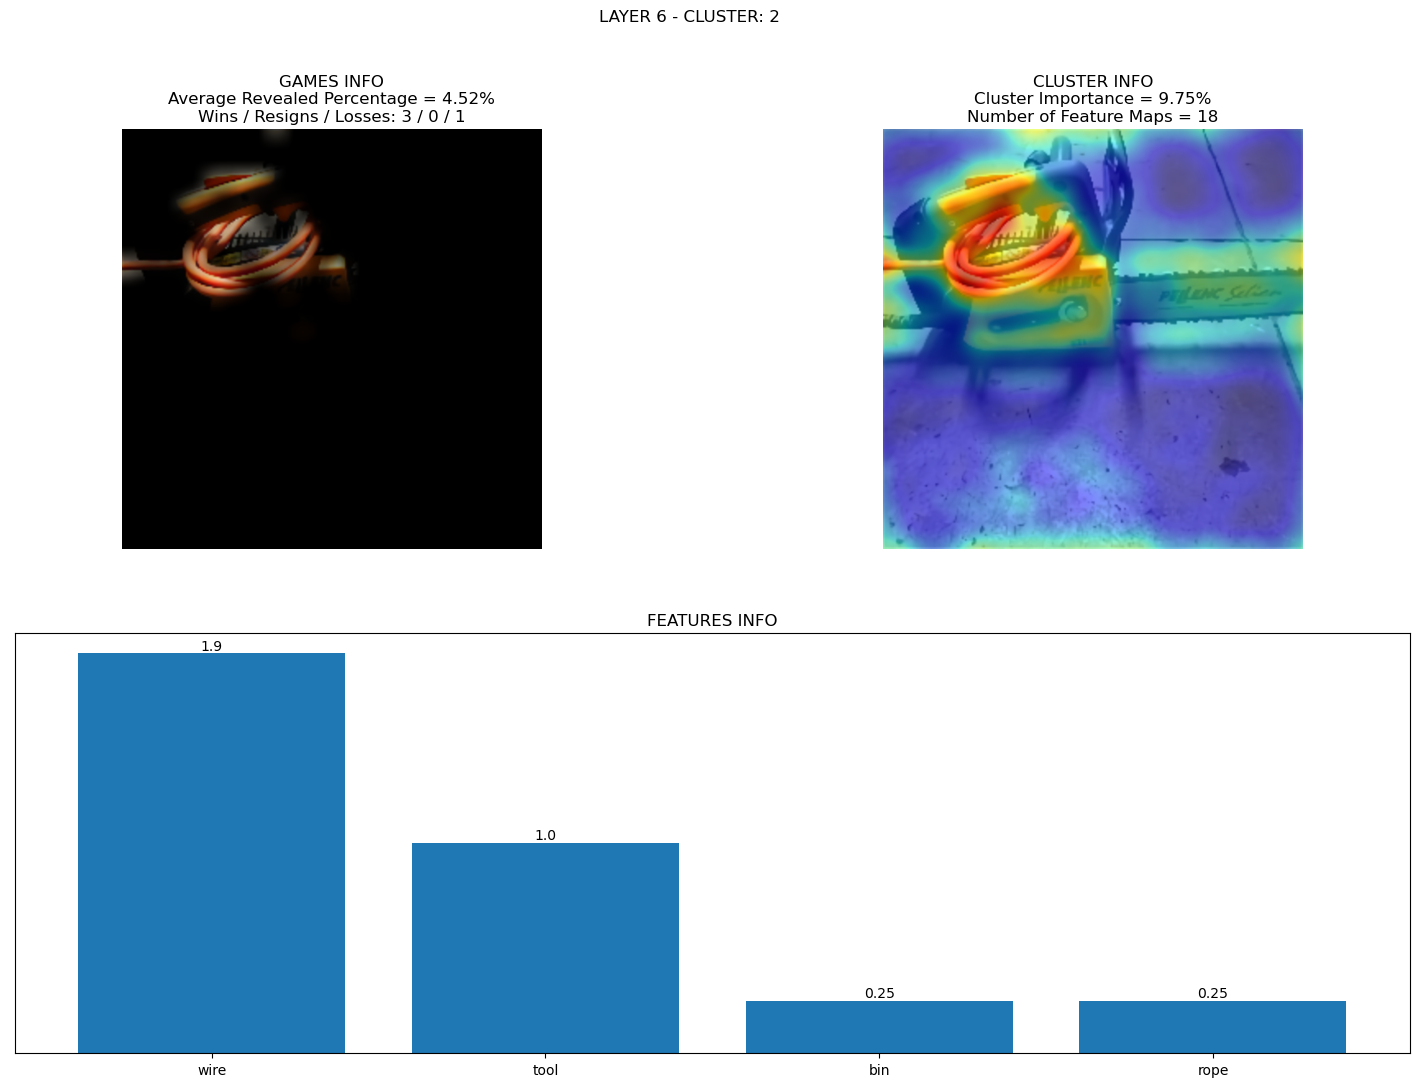 LAYER 6 - CLUSTER: 2
GAMES INFO
Average Revealed Percentage = 4.52%
Wins / Resigns / Losses: 3 / 0 / 1
CLUSTER INFO
Cluster Importance = 9.75%
Number of Feature Maps = 18
PELLENC
PELLENC Selion
FEATURES INFO
1.9
1.0
0.25
0.25
wire
tool
bin
rope